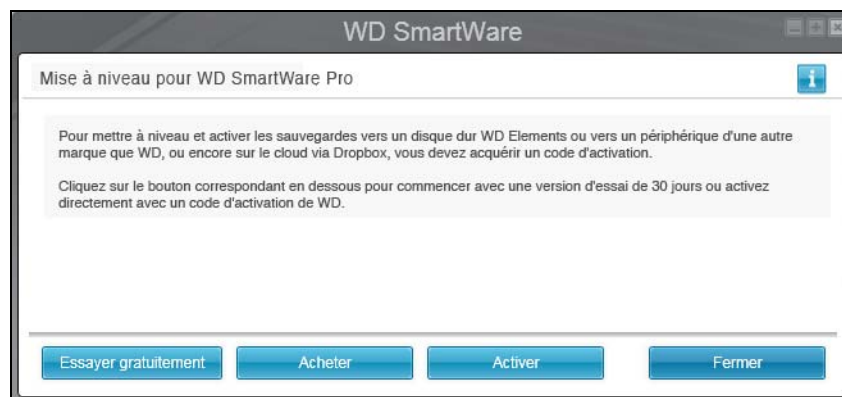 WD SmartWare
Mise à niveau pour WD SmartWare Pro
Pour mettre à niveau et activer les sauvegardes vers un disque dur WD Elements ou vers un périphérique d'une autre
marque que WD, ou encore sur le cloud via Dropbox, vous devez acquérir un code d'activation.
Cliquez sur le bouton correspondant en dessous pour commencer avec une version d'essai de 30 jours ou activez
directement avec un code d'activation de WD.
Essayer gratuitement Acheter Activer Fermer